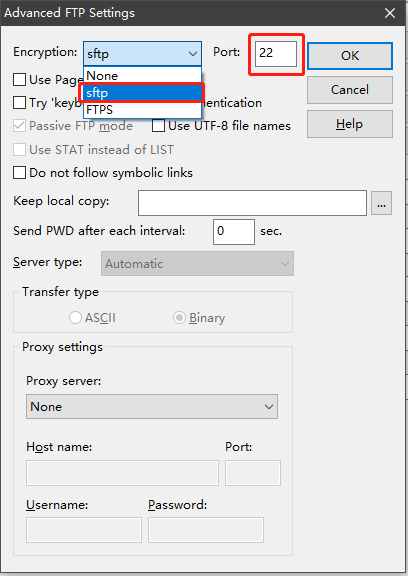 Advanced FTP Settings
Encryption: sftp Port: 22 OK
None
sftp
FTPS
Use Page
Cancel
Try 'keyb entication
Passive FTP mode Use UTF-8 file names Help
Use STAT instead of LIST
Do not follow symbolic links
Keep local copy: ...
Send PWD after each interval: 0 sec.
Server type: Automatic
Transfer type
ASCII Binary
Proxy settings
Proxy server:
None
Host name: Port:
Username: Password: